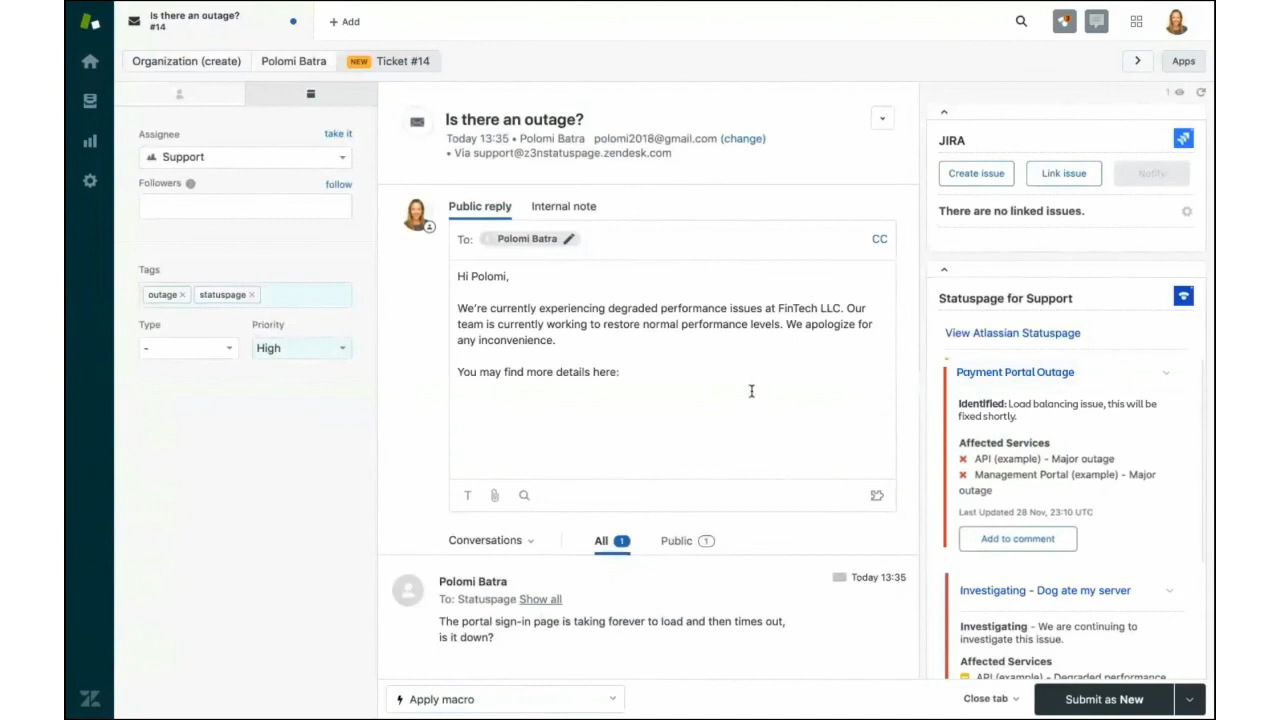 Is there an outage?
#14
+ Add
Organization (create)
Polomi Batra
NEW Ticket #14
Apps
1
Assignee
take it
Support
Followers
follow
Tags
outage ×
statuspage ×
Type
Priority
-
High
Is there an outage?
Today 13:35 • Polomi Batra polomi2018@gmail.com (change)
• Via support@z3nstatuspage.zendesk.com
Public reply
Internal note
To: Polomi Batra
CC
Hi Polomi,
We're currently experiencing degraded performance issues at FinTech LLC. Our
team is currently working to restore normal performance levels. We apologize for
any inconvenience.
You may find more details here:
T
Conversations
All 1
Public 1
Polomi Batra
Today 13:35
To: Statuspage Show all
The portal sign-in page is taking forever to load and then times out,
is it down?
Apply macro
JIRA
Create issue
Link issue
Notify
There are no linked issues.
Statuspage for Support
View Atlassian Statuspage
Payment Portal Outage
Identified: Load balancing issue, this will be
fixed shortly.
Affected Services
× API (example) - Major outage
× Management Portal (example) - Major
outage
Last Updated 28 Nov, 23:10 UTC
Add to comment
Investigating - Dog ate my server
Investigating - We are continuing to
investigate this issue.
Affected Services
API (example) - Degraded performance
Close tab
Submit as New